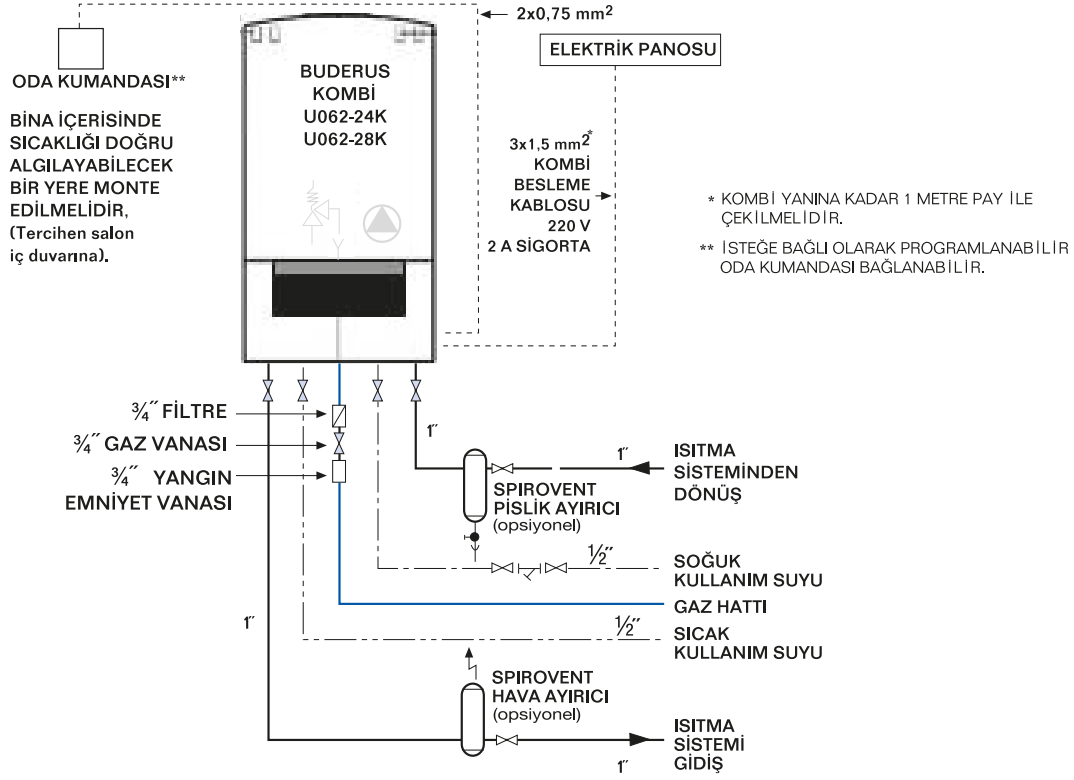 2x0,75 mm²
ELEKTRİK PANOSU
ODA KUMANDASI**
BİNA İÇERİSİNDE
SICAKLIĞI DOĞRU
ALGILAYABİLECEK
BİR YERE MONTE
EDİLMELİDİR,
(Tercihen salon
iç duvarına).
BUDERUS
KOMBİ
U062-24K
U062-28K
3x1,5 mm²*
KOMBİ
BESLEME
KABLOSU
220 V
2 A SİGORTA
* KOMBİ YANINA KADAR 1 METRE PAY İLE
ÇEKİLMELİDİR.
** İSTEĞE BAĞLI OLARAK PROGRAMLANABİLİR
ODA KUMANDASI BAĞLANABİLİR.
¾″ FİLTRE
¾″ GAZ VANASI
¾″ YANGIN
EMNİYET VANASI
1″
1″
ISITMA
SİSTEMİNDEN
DÖNÜŞ
SPIROVENT
PİSLİK AYIRICI
(opsiyonel)
½″
SOĞUK
KULLANIM SUYU
GAZ HATTI
1″
½″
SICAK
KULLANIM SUYU
SPIROVENT
HAVA AYIRICI
(opsiyonel)
1″
ISITMA
SİSTEMİ
GİDİŞ